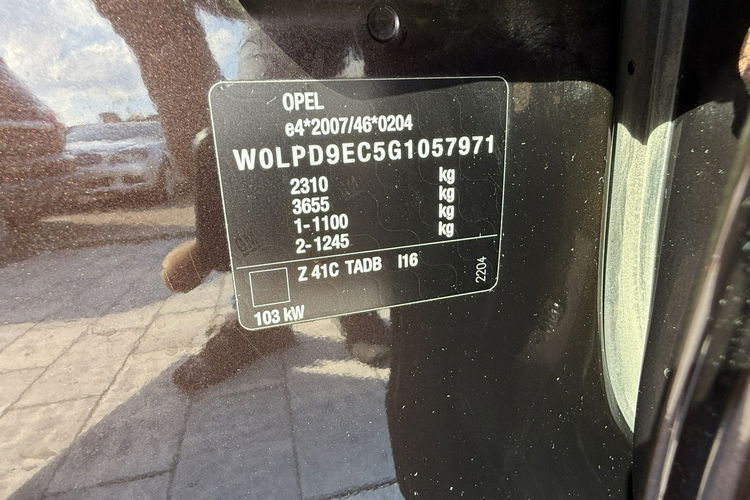 OPEL
e4*2007/46*0204
W0LPD9EC5G1057971
2310 kg
3655 kg
1-1100 kg
2-1245 kg
Z 41C TADB I16
2204
103 kW